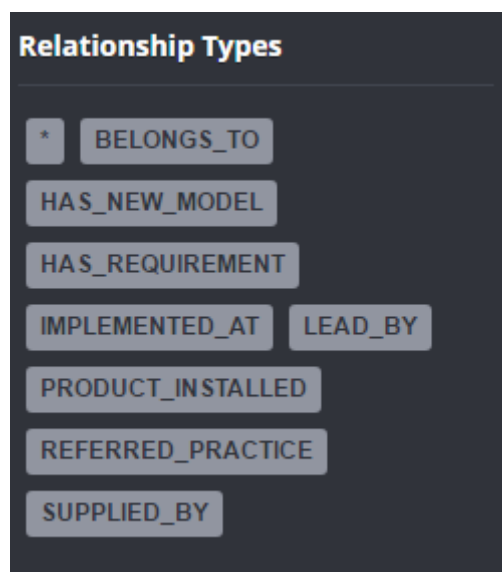 Relationship Types
* BELONGS_TO
HAS_NEW_MODEL
HAS_REQUIREMENT
IMPLEMENTED_AT LEAD_BY
PRODUCT_INSTALLED
REFERRED_PRACTICE
SUPPLIED_BY